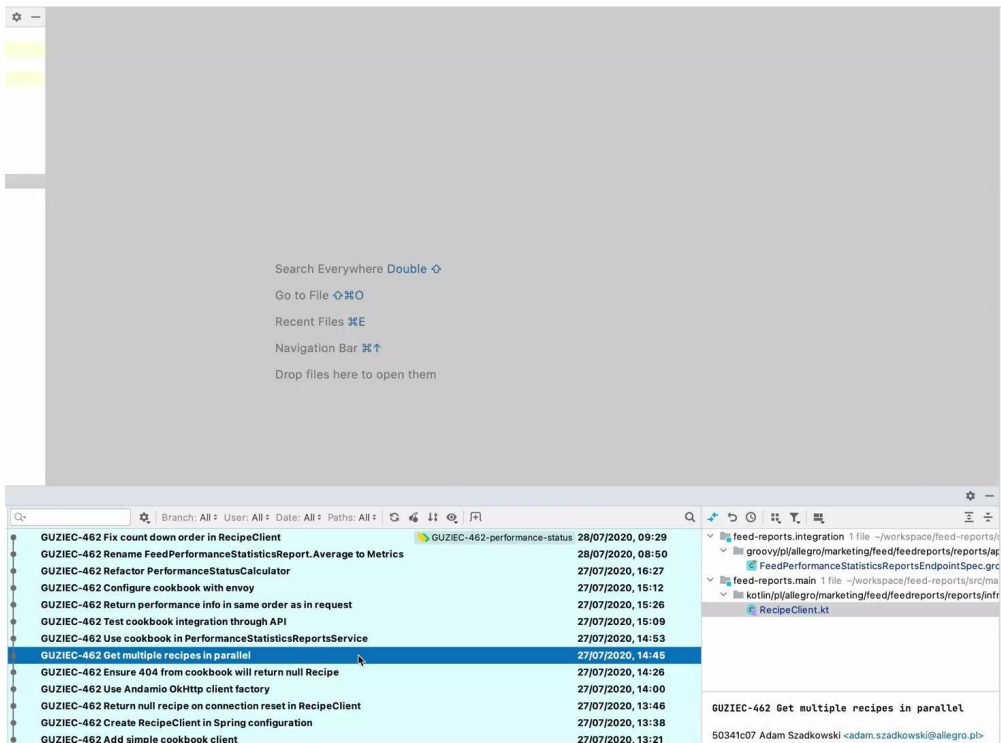 Search Everywhere Double ⇧
Go to File ⇧⌘O
Recent Files ⌘E
Navigation Bar ⌘↑
Drop files here to open them
Branch: All User: All Date: All Paths: All
GUZIEC-462 Fix count down order in RecipeClient GUZIEC-462-performance-status 28/07/2020, 09:29
GUZIEC-462 Rename FeedPerformanceStatisticsReport.Average to Metrics 28/07/2020, 08:50
GUZIEC-462 Refactor PerformanceStatusCalculator 27/07/2020, 16:27
GUZIEC-462 Configure cookbook with envoy 27/07/2020, 15:12
GUZIEC-462 Return performance info in same order as in request 27/07/2020, 15:26
GUZIEC-462 Test cookbook integration through API 27/07/2020, 15:09
GUZIEC-462 Use cookbook in PerformanceStatisticsReportsService 27/07/2020, 14:53
GUZIEC-462 Get multiple recipes in parallel 27/07/2020, 14:45
GUZIEC-462 Ensure 404 from cookbook will return null Recipe 27/07/2020, 14:26
GUZIEC-462 Use Andamio OkHttp client factory 27/07/2020, 14:00
GUZIEC-462 Return null recipe on connection reset in RecipeClient 27/07/2020, 13:46
GUZIEC-462 Create RecipeClient in Spring configuration 27/07/2020, 13:38
GUZIEC-462 Add simple cookbook client 27/07/2020, 13:21
feed-reports.integration 1 file ~/workspace/feed-reports/s
groovy/pl/allegro/marketing/feed/feedreports/reports/ap
FeedPerformanceStatisticsReportsEndpointSpec.grc
feed-reports.main 1 file ~/workspace/feed-reports/src/ma
kotlin/pl/allegro/marketing/feed/feedreports/reports/infr
RecipeClient.kt
GUZIEC-462 Get multiple recipes in parallel
50341c07 Adam Szadkowski <adam.szadkowski@allegro.pl>